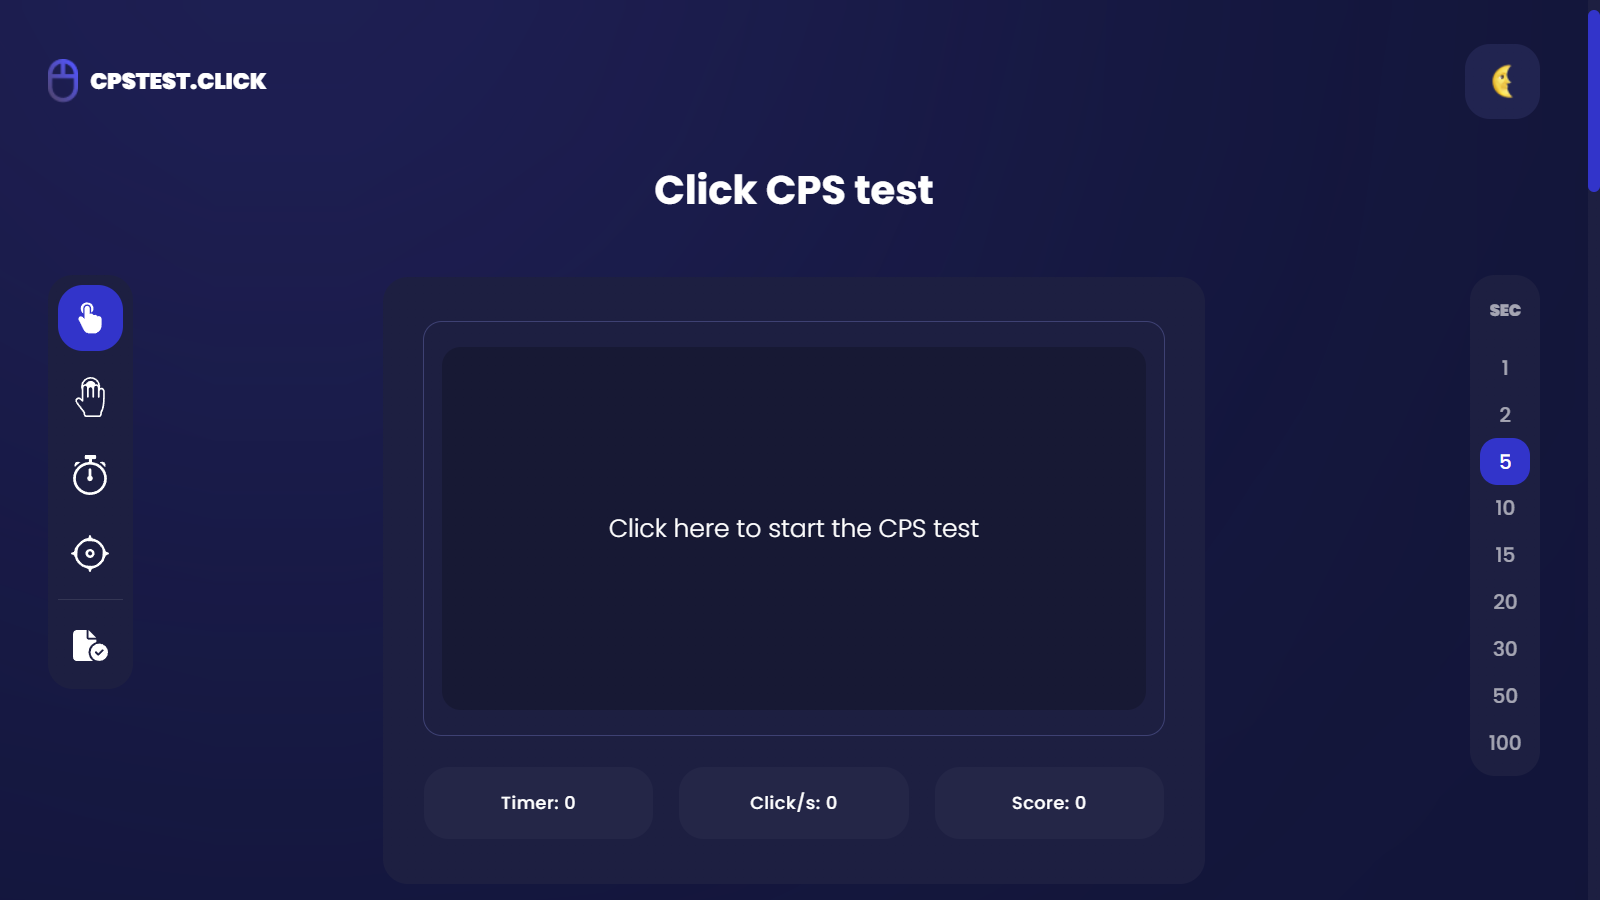 CPSTEST.CLICK
Click CPS test
Click here to start the CPS test
Timer: 0
Click/s: 0
Score: 0
SEC
1
2
5
10
15
20
30
50
100